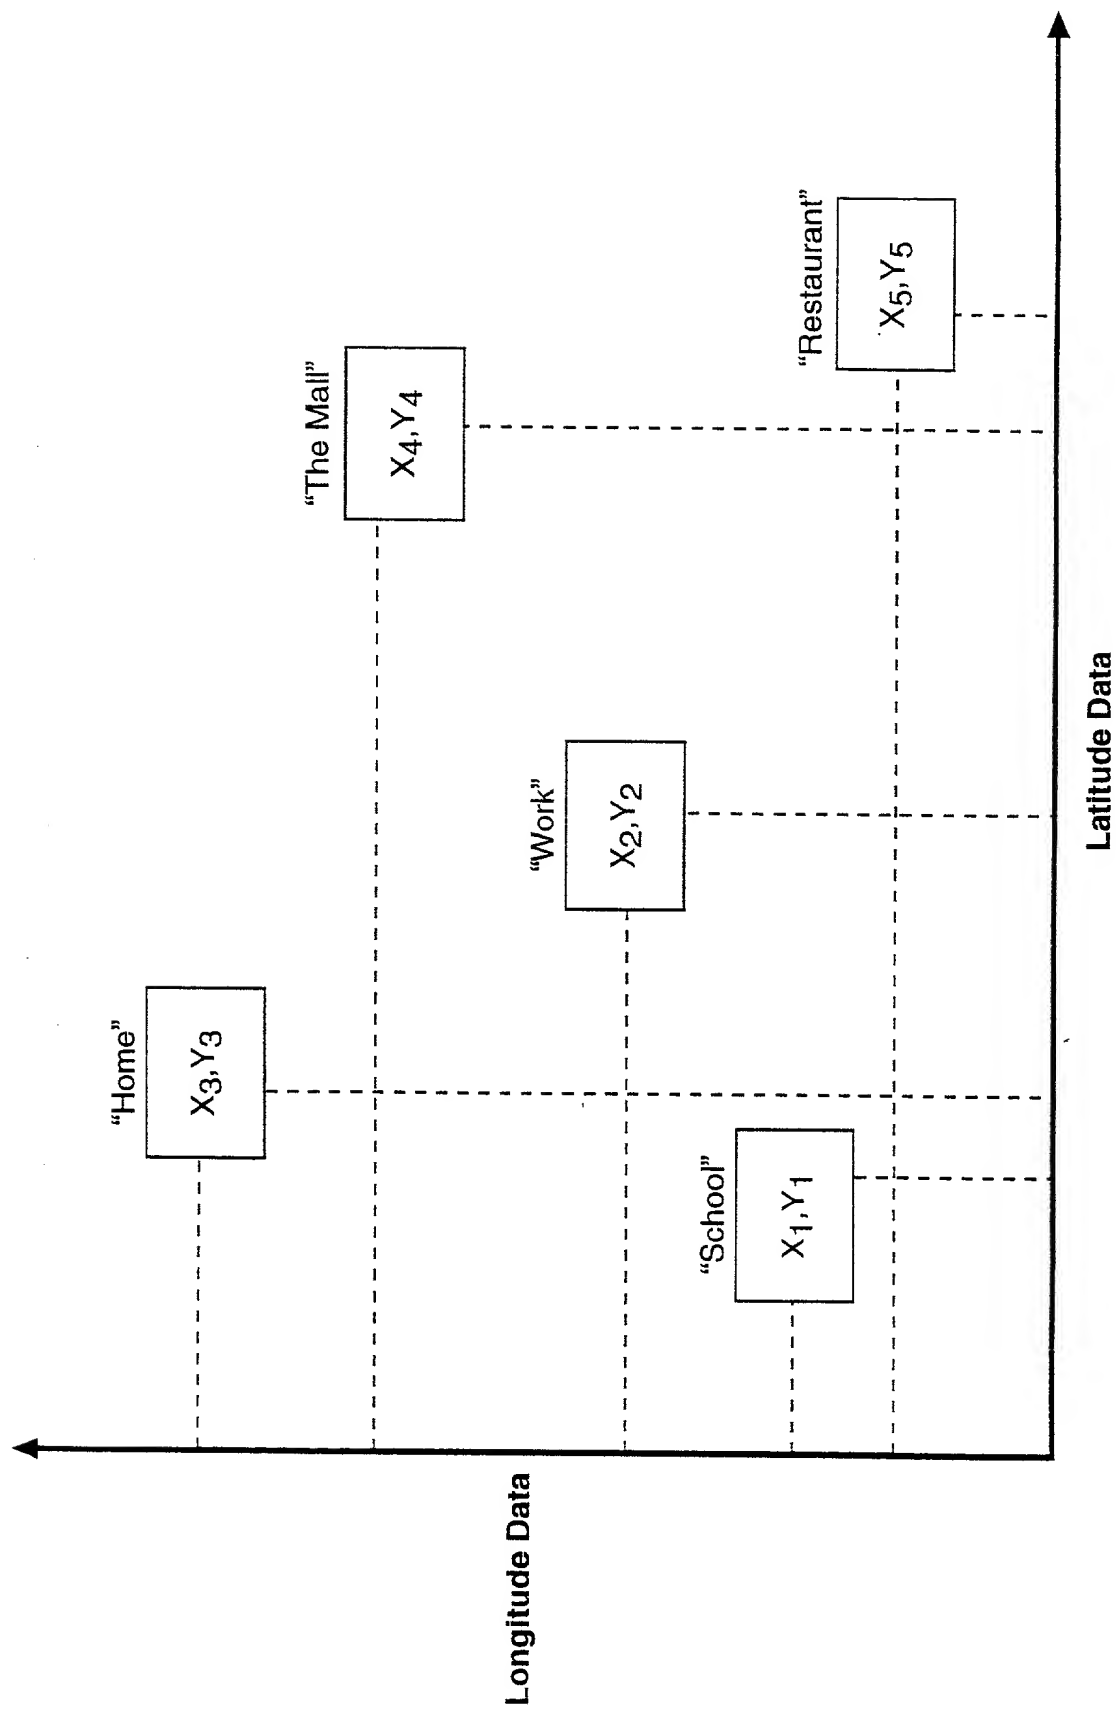 “Home”
X3,Y3
“The Mall”
X4,Y4
“Work”
X2,Y2
“School”
X1,Y1
“Restaurant”
X5,Y5
Longitude Data
Latitude Data